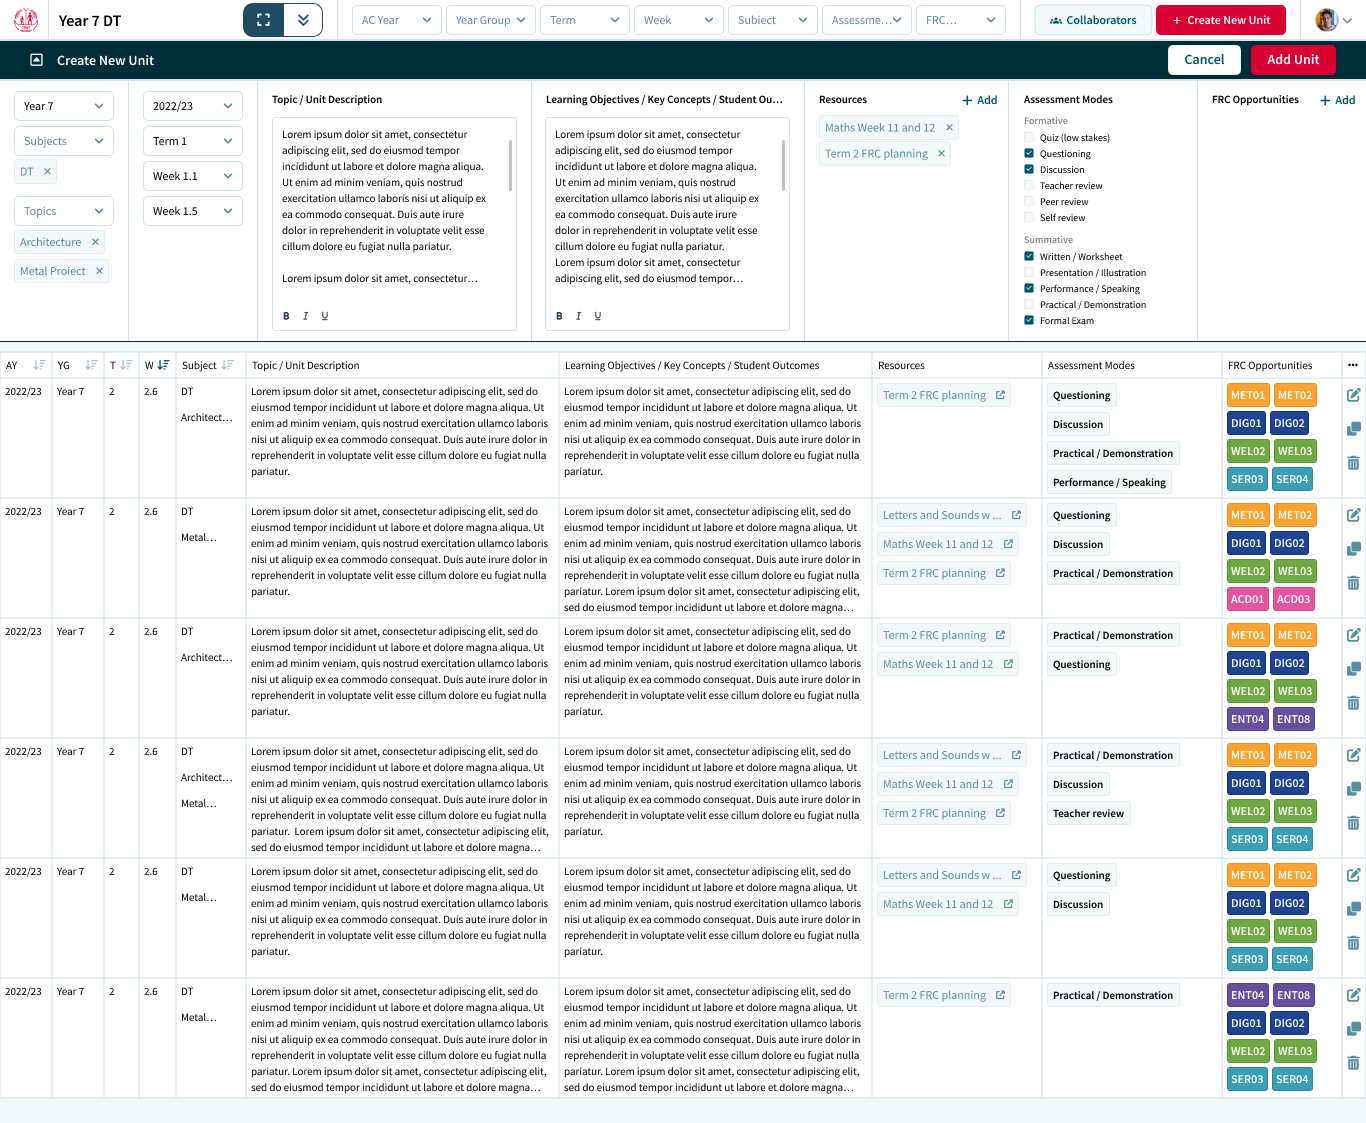 Year 7 DT
AC Year
Year Group
Term
Week
Subject
Assessme...
FRC...
Collaborators
+ Create New Unit
Create New Unit
Cancel
Add Unit
Year 7
Subjects
DT ×
Topics
Architecture ×
Metal Project ×
2022/23
Term 1
Week 1.1
Week 1.5
Topic / Unit Description
Lorem ipsum dolor sit amet, consectetur
adipiscing elit, sed do eiusmod tempor
incididunt ut labore et dolore magna aliqua.
Ut enim ad minim veniam, quis nostrud
exercitation ullamco laboris nisi ut aliquip ex
ea commodo consequat. Duis aute irure
dolor in reprehenderit in voluptate velit esse
cillum dolore eu fugiat nulla pariatur.
Lorem ipsum dolor sit amet, consectetur...
B I U
Learning Objectives / Key Concepts / Student Ou...
Lorem ipsum dolor sit amet, consectetur
adipiscing elit, sed do eiusmod tempor
incididunt ut labore et dolore magna aliqua.
Ut enim ad minim veniam, quis nostrud
exercitation ullamco laboris nisi ut aliquip ex
ea commodo consequat. Duis aute irure
dolor in reprehenderit in voluptate velit esse
cillum dolore eu fugiat nulla pariatur.
Lorem ipsum dolor sit amet, consectetur
adipiscing elit, sed do eiusmod tempor...
B I U
Resources
+ Add
Maths Week 11 and 12 ×
Term 2 FRC planning ×
Assessment Modes
Formative
Quiz (low stakes)
Questioning
Discussion
Teacher review
Peer review
Self review
Summative
Written / Worksheet
Presentation / Illustration
Performance / Speaking
Practical / Demonstration
Formal Exam
FRC Opportunities
+ Add
AY YG T W Subject Topic / Unit Description Learning Objectives / Key Concepts / Student Outcomes Resources Assessment Modes FRC Opportunities ...
2022/23 Year 7 2 2.6 DT
Architect...
Lorem ipsum dolor sit amet, consectetur adipiscing elit, sed do
eiusmod tempor incididunt ut labore et dolore magna aliqua. Ut
enim ad minim veniam, quis nostrud exercitation ullamco laboris
nisi ut aliquip ex ea commodo consequat. Duis aute irure dolor in
reprehenderit in voluptate velit esse cillum dolore eu fugiat nulla
pariatur.
Lorem ipsum dolor sit amet, consectetur adipiscing elit, sed do
eiusmod tempor incididunt ut labore et dolore magna aliqua. Ut
enim ad minim veniam, quis nostrud exercitation ullamco laboris
nisi ut aliquip ex ea commodo consequat. Duis aute irure dolor in
reprehenderit in voluptate velit esse cillum dolore eu fugiat nulla
pariatur.
Term 2 FRC planning
Questioning
Discussion
Practical / Demonstration
Performance / Speaking
MET01 MET02
DIG01 DIG02
WEL02 WEL03
SER03 SER04
2022/23 Year 7 2 2.6 DT
Metal...
Lorem ipsum dolor sit amet, consectetur adipiscing elit, sed do
eiusmod tempor incididunt ut labore et dolore magna aliqua. Ut
enim ad minim veniam, quis nostrud exercitation ullamco laboris
nisi ut aliquip ex ea commodo consequat. Duis aute irure dolor in
reprehenderit in voluptate velit esse cillum dolore eu fugiat nulla
pariatur.
Lorem ipsum dolor sit amet, consectetur adipiscing elit, sed do
eiusmod tempor incididunt ut labore et dolore magna aliqua. Ut
enim ad minim veniam, quis nostrud exercitation ullamco laboris
nisi ut aliquip ex ea commodo consequat. Duis aute irure dolor in
reprehenderit in voluptate velit esse cillum dolore eu fugiat nulla
pariatur. Lorem ipsum dolor sit amet, consectetur adipiscing elit,
sed do eiusmod tempor incididunt ut labore et dolore magna...
Letters and Sounds w ...
Maths Week 11 and 12
Term 2 FRC planning
Questioning
Discussion
Practical / Demonstration
MET01 MET02
DIG01 DIG02
WEL02 WEL03
ACD01 ACD03
2022/23 Year 7 2 2.6 DT
Architect...
Lorem ipsum dolor sit amet, consectetur adipiscing elit, sed do
eiusmod tempor incididunt ut labore et dolore magna aliqua. Ut
enim ad minim veniam, quis nostrud exercitation ullamco laboris
nisi ut aliquip ex ea commodo consequat. Duis aute irure dolor in
reprehenderit in voluptate velit esse cillum dolore eu fugiat nulla
pariatur.
Lorem ipsum dolor sit amet, consectetur adipiscing elit, sed do
eiusmod tempor incididunt ut labore et dolore magna aliqua. Ut
enim ad minim veniam, quis nostrud exercitation ullamco laboris
nisi ut aliquip ex ea commodo consequat. Duis aute irure dolor in
reprehenderit in voluptate velit esse cillum dolore eu fugiat nulla
pariatur.
Term 2 FRC planning
Maths Week 11 and 12
Practical / Demonstration
Questioning
MET01 MET02
DIG01 DIG02
WEL02 WEL03
ENT04 ENT08
2022/23 Year 7 2 2.6 DT
Architect...
Metal...
Lorem ipsum dolor sit amet, consectetur adipiscing elit, sed do
eiusmod tempor incididunt ut labore et dolore magna aliqua. Ut
enim ad minim veniam, quis nostrud exercitation ullamco laboris
nisi ut aliquip ex ea commodo consequat. Duis aute irure dolor in
reprehenderit in voluptate velit esse cillum dolore eu fugiat nulla
pariatur. Lorem ipsum dolor sit amet, consectetur adipiscing elit,
sed do eiusmod tempor incididunt ut labore et dolore magna...
Lorem ipsum dolor sit amet, consectetur adipiscing elit, sed do
eiusmod tempor incididunt ut labore et dolore magna aliqua. Ut
enim ad minim veniam, quis nostrud exercitation ullamco laboris
nisi ut aliquip ex ea commodo consequat. Duis aute irure dolor in
reprehenderit in voluptate velit esse cillum dolore eu fugiat nulla
pariatur.
Letters and Sounds w ...
Maths Week 11 and 12
Term 2 FRC planning
Practical / Demonstration
Discussion
Teacher review
MET01 MET02
DIG01 DIG02
WEL02 WEL03
SER03 SER04
2022/23 Year 7 2 2.6 DT
Metal...
Lorem ipsum dolor sit amet, consectetur adipiscing elit, sed do
eiusmod tempor incididunt ut labore et dolore magna aliqua. Ut
enim ad minim veniam, quis nostrud exercitation ullamco laboris
nisi ut aliquip ex ea commodo consequat. Duis aute irure dolor in
reprehenderit in voluptate velit esse cillum dolore eu fugiat nulla
pariatur.
Lorem ipsum dolor sit amet, consectetur adipiscing elit, sed do
eiusmod tempor incididunt ut labore et dolore magna aliqua. Ut
enim ad minim veniam, quis nostrud exercitation ullamco laboris
nisi ut aliquip ex ea commodo consequat. Duis aute irure dolor in
reprehenderit in voluptate velit esse cillum dolore eu fugiat nulla
pariatur.
Letters and Sounds w ...
Maths Week 11 and 12
Questioning
Discussion
MET01 MET02
DIG01 DIG02
WEL02 WEL03
SER03 SER04
2022/23 Year 7 2 2.6 DT
Metal...
Lorem ipsum dolor sit amet, consectetur adipiscing elit, sed do
eiusmod tempor incididunt ut labore et dolore magna aliqua. Ut
enim ad minim veniam, quis nostrud exercitation ullamco laboris
nisi ut aliquip ex ea commodo consequat. Duis aute irure dolor in
reprehenderit in voluptate velit esse cillum dolore eu fugiat nulla
pariatur. Lorem ipsum dolor sit amet, consectetur adipiscing elit,
sed do eiusmod tempor incididunt ut labore et dolore magna...
Lorem ipsum dolor sit amet, consectetur adipiscing elit, sed do
eiusmod tempor incididunt ut labore et dolore magna aliqua. Ut
enim ad minim veniam, quis nostrud exercitation ullamco laboris
nisi ut aliquip ex ea commodo consequat. Duis aute irure dolor in
reprehenderit in voluptate velit esse cillum dolore eu fugiat nulla
pariatur. Lorem ipsum dolor sit amet, consectetur adipiscing elit,
sed do eiusmod tempor incididunt ut labore et dolore magna...
Term 2 FRC planning
Practical / Demonstration
ENT04 ENT08
DIG01 DIG02
WEL02 WEL03
SER03 SER04